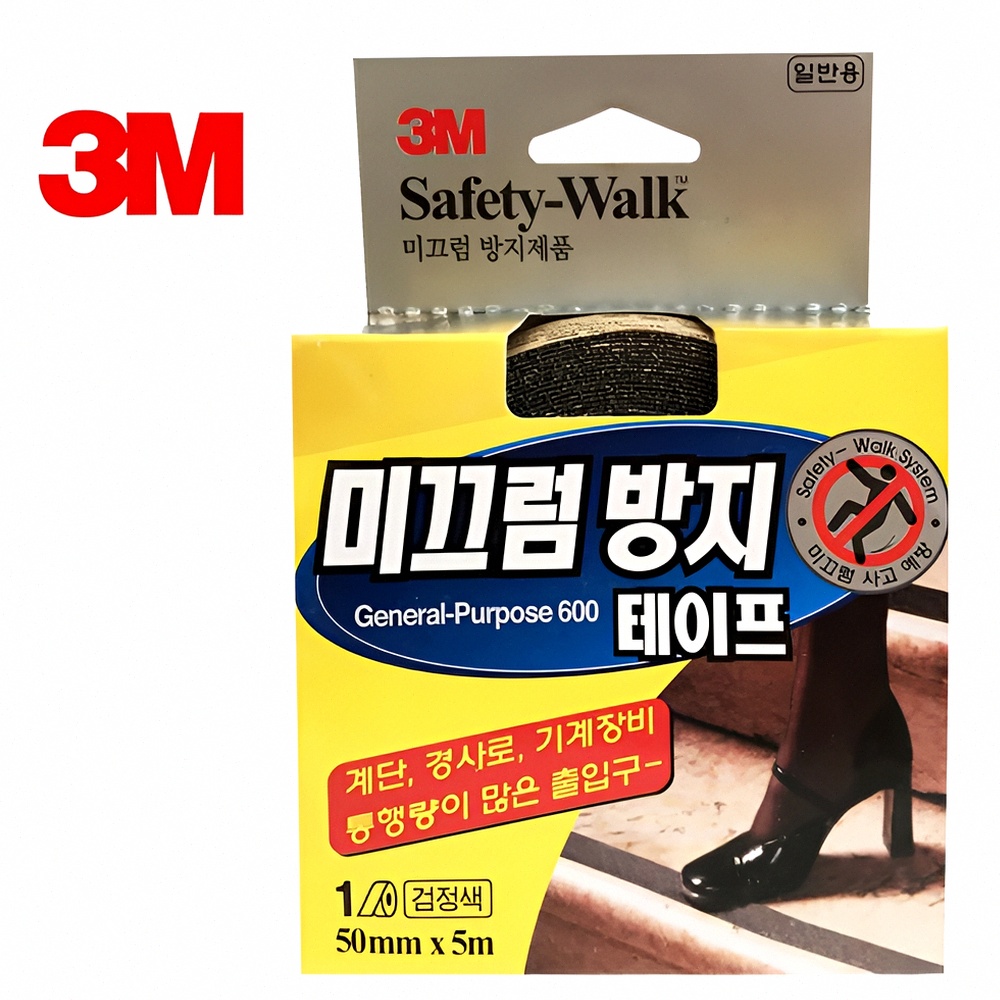 3M
일반용
3M
Safety-Walk™
미끄럼 방지제품
Safety-Walk System
미끄럼 사고 예방
미끄럼 방지
General-Purpose 600
테이프
계단, 경사로, 기계장비
통행량이 많은 출입구-
1 검정색
50mm x 5m